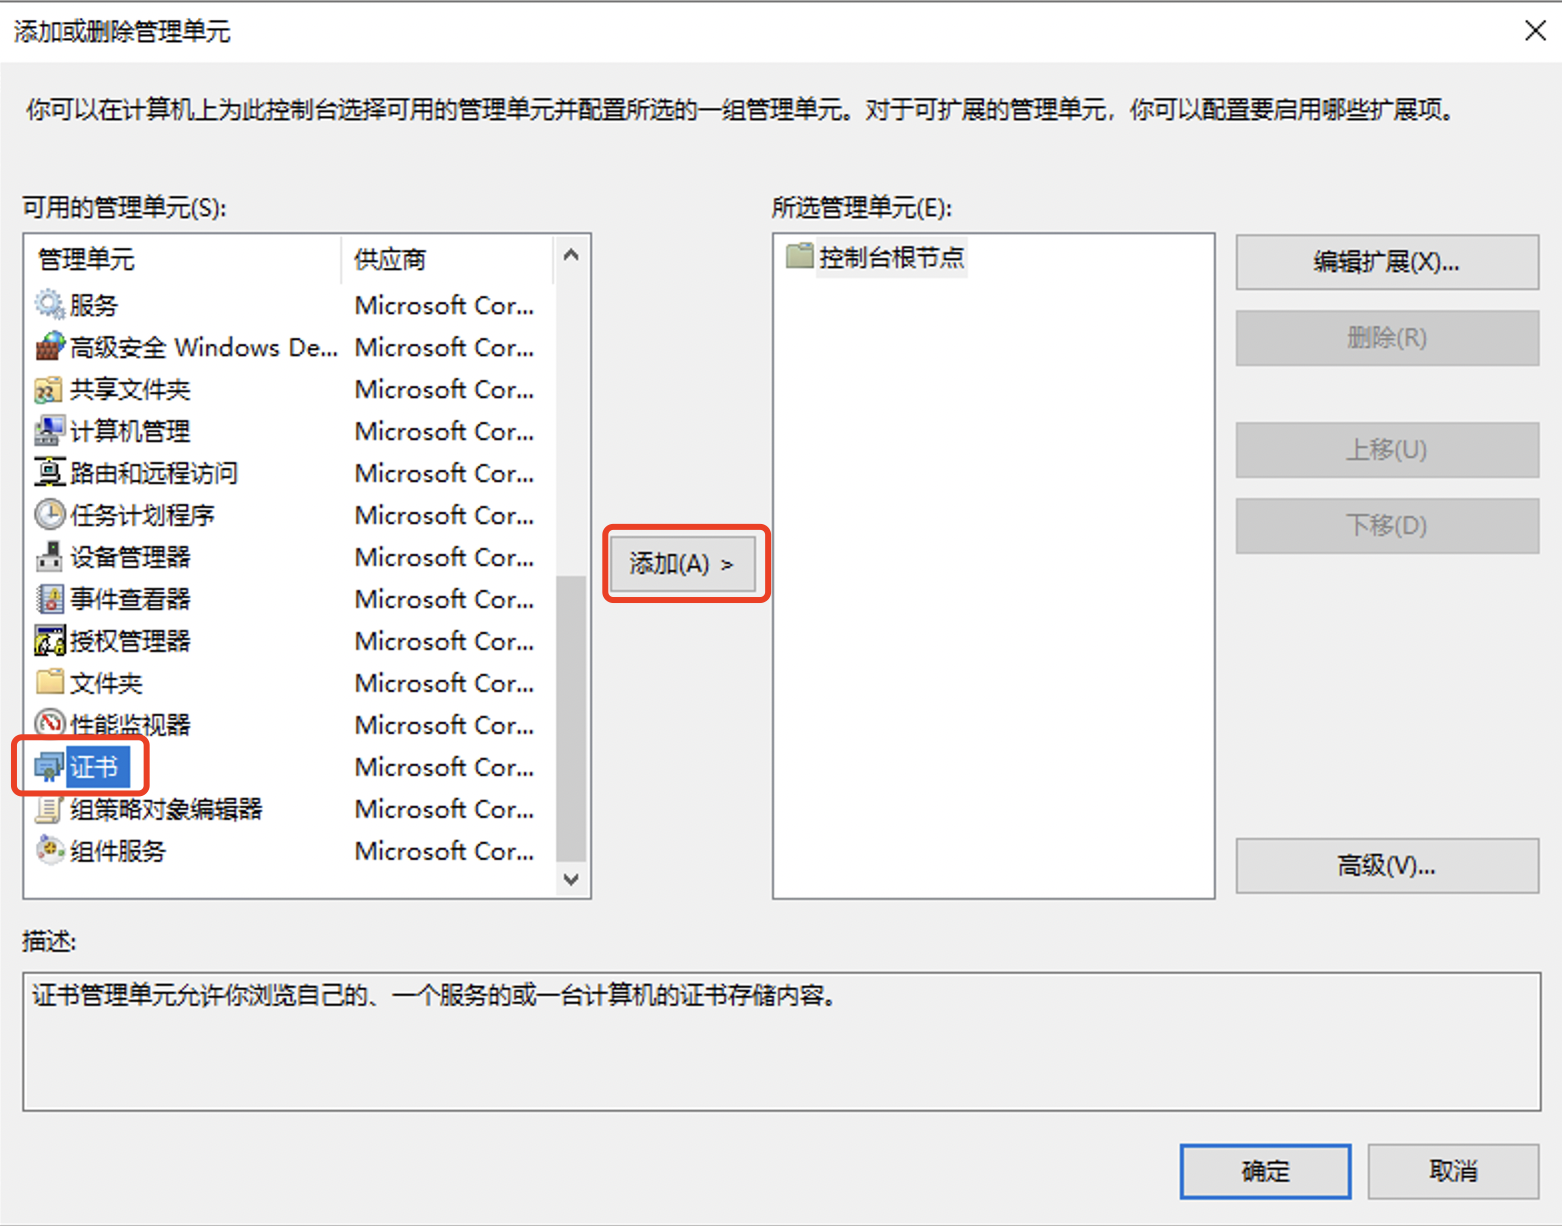 添加或删除管理单元
你可以在计算机上为此控制台选择可用的管理单元并配置所选的一组管理单元。对于可扩展的管理单元，你可以配置要启用哪些扩展项。
可用的管理单元(S):
管理单元 供应商
服务 Microsoft Cor...
高级安全 Windows De... Microsoft Cor...
共享文件夹 Microsoft Cor...
计算机管理 Microsoft Cor...
路由和远程访问 Microsoft Cor...
任务计划程序 Microsoft Cor...
设备管理器 Microsoft Cor...
事件查看器 Microsoft Cor...
授权管理器 Microsoft Cor...
文件夹 Microsoft Cor...
性能监视器 Microsoft Cor...
证书 Microsoft Cor...
组策略对象编辑器 Microsoft Cor...
组件服务 Microsoft Cor...
添加(A) >
所选管理单元(E):
控制台根节点
编辑扩展(X)...
删除(R)
上移(U)
下移(D)
高级(V)...
描述:
证书管理单元允许你浏览自己的、一个服务的或一台计算机的证书存储内容。
确定
取消